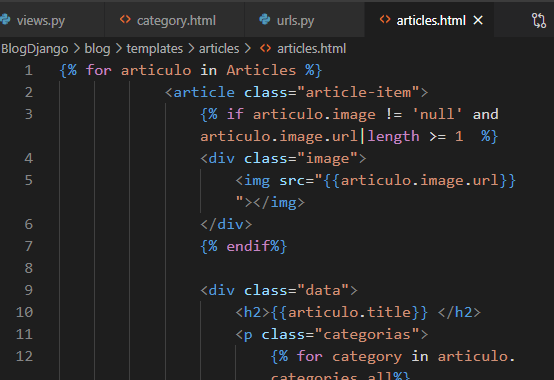 views.py category.html urls.py articles.html
BlogDjango > blog > templates > articles > articles.html
1 {% for articulo in Articles %}
2 <article class="article-item">
3 {% if articulo.image != 'null' and
articulo.image.url|length >= 1  %}
4 <div class="image">
5 <img src="{{articulo.image.url}}
"></img>
6 </div>
7 {% endif%}
8
9 <div class="data">
10 <h2>{{articulo.title}} </h2>
11 <p class="categorias">
12 {% for category in articulo.
categories.all%}